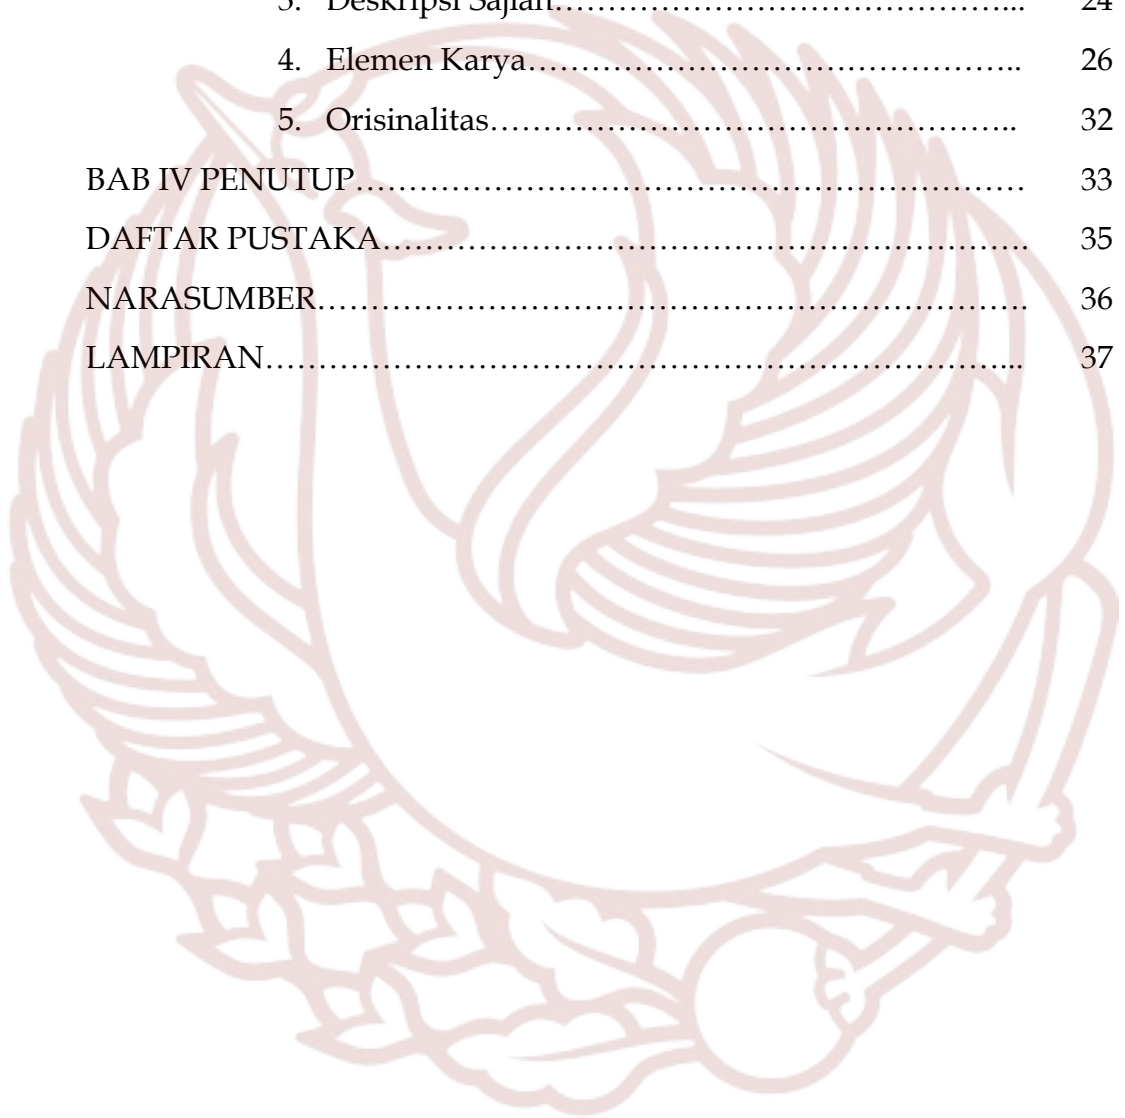 3. Deskripsi Sajian…………………………………... 24
4. Elemen Karya……………………………………….. 26
5. Orisinalitas………………………………………….. 32
BAB IV PENUTUP……………………………………………………… 33
DAFTAR PUSTAKA……………………………………………………. 35
NARASUMBER…………………………………………………………. 36
LAMPIRAN……………………………………………………………... 37